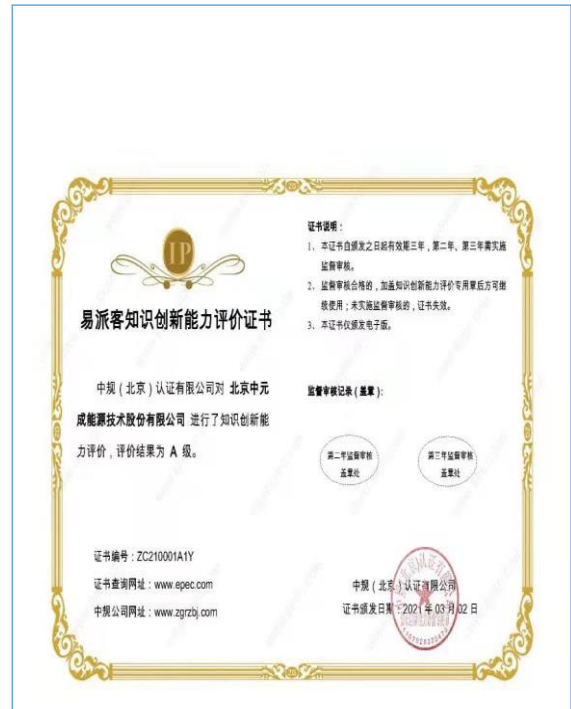 IP
易派客知识创新能力评价证书
中规（北京）认证有限公司对 北京中元
成能源技术股份有限公司 进行了知识创新能
力评价，评价结果为 A 级。
证书编号：ZC210001A1Y
证书查询网址：www.epec.com
中规公司网址：www.zgrzbj.com
证书说明：
1、本证书自颁发之日起有效期三年，第二年、第三年需实施
监督审核。
2、监督审核合格的，加盖知识创新能力评价专用章后方可继
续使用；未实施监督审核的，证书失效。
3、本证书仅颁发电子版。
监督审核记录（盖章）：
第二年监督审核
盖章处
第三年监督审核
盖章处
中规（北京）认证有限公司
证书颁发日期：2021 年 03 月 02 日